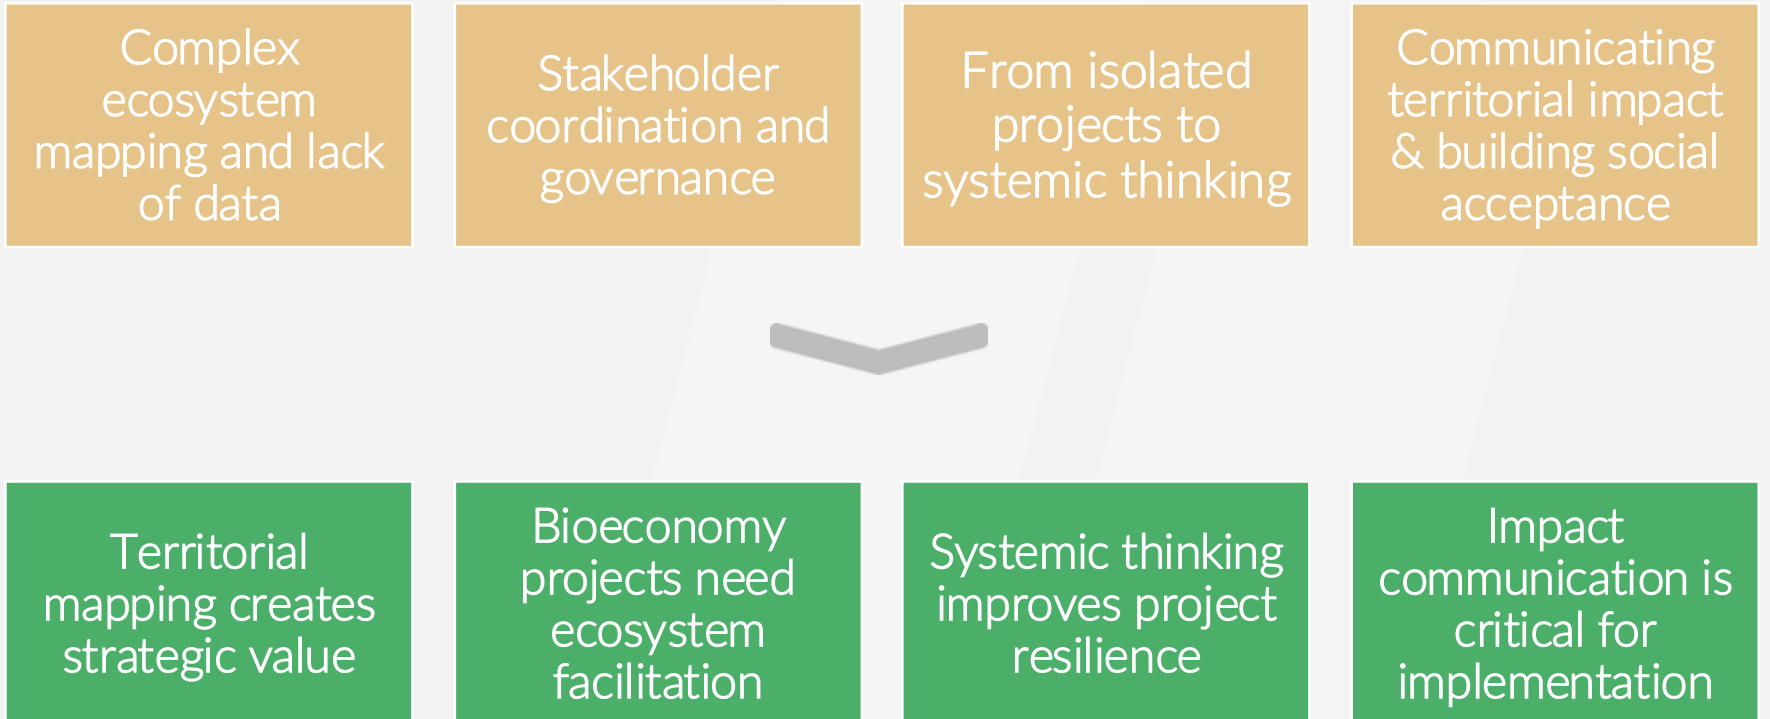 Complex
ecosystem
mapping and lack
of data
Stakeholder
coordination and
governance
From isolated
projects to
systemic thinking
Communicating
territorial impact
& building social
acceptance
Territorial
mapping creates
strategic value
Bioeconomy
projects need
ecosystem
facilitation
Systemic thinking
improves project
resilience
Impact
communication is
critical for
implementation